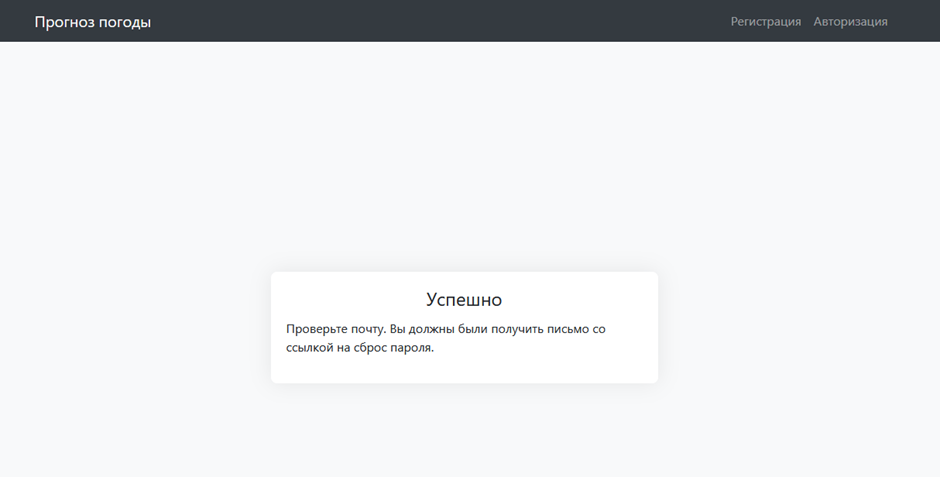 Прогноз погоды
Регистрация Авторизация
Успешно
Проверьте почту. Вы должны были получить письмо со
ссылкой на сброс пароля.